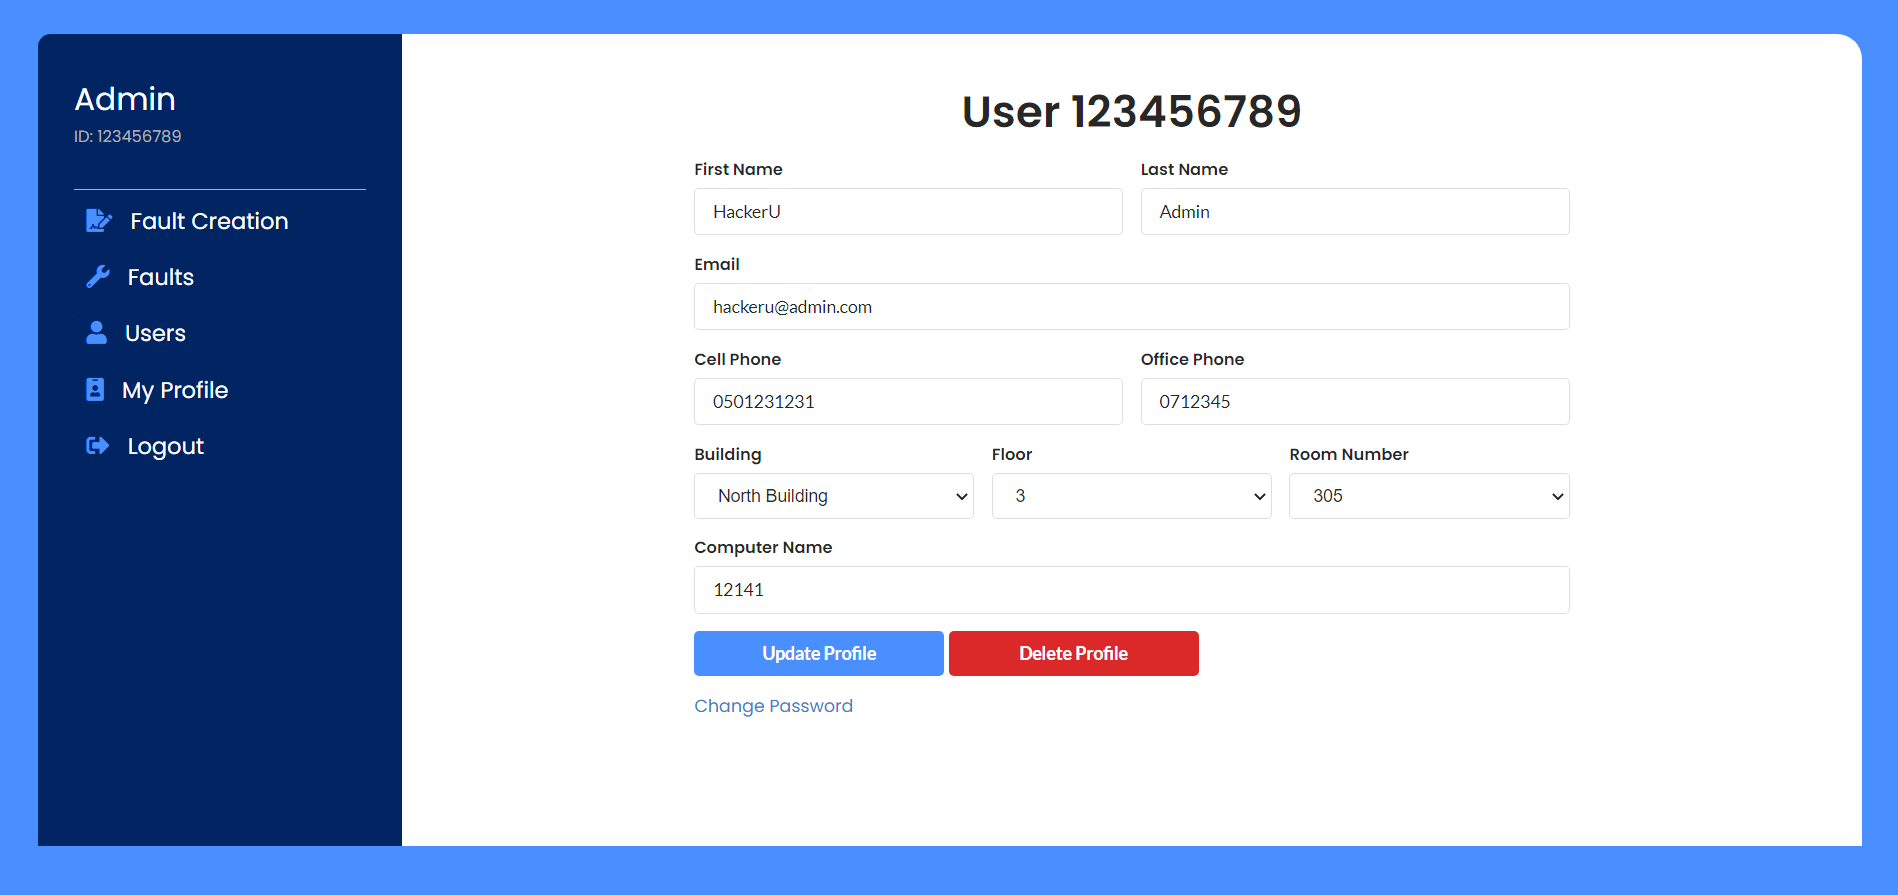 Admin
ID: 123456789
Fault Creation
Faults
Users
My Profile
Logout
User 123456789
First Name
Last Name
HackerU
Admin
Email
hackeru@admin.com
Cell Phone
Office Phone
0501231231
0712345
Building
Floor
Room Number
North Building
3
305
Computer Name
12141
Update Profile
Delete Profile
Change Password